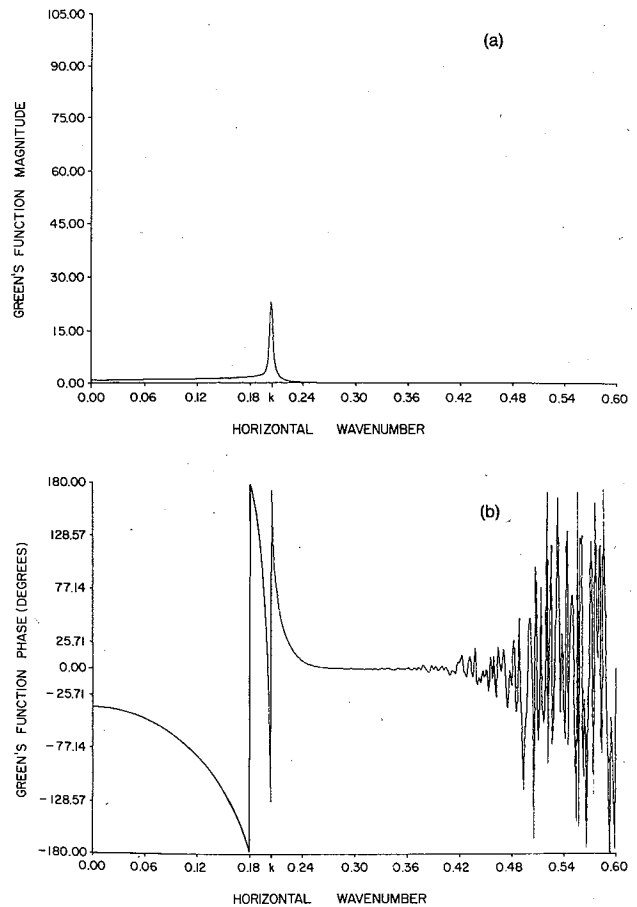 (a)
GREEN'S FUNCTION MAGNITUDE
105.00
90.00
75.00
60.00
45.00
30.00
15.00
0.00
0.00 0.06 0.12 0.18 k 0.24 0.30 0.36 0.42 0.48 0.54 0.60
HORIZONTAL WAVENUMBER
(b)
GREEN'S FUNCTION PHASE (DEGREES)
180.00
128.57
77.14
25.71
0.00
-25.71
-77.14
-128.57
-180.00
0.00 0.06 0.12 0.18 k 0.24 0.30 0.36 0.42 0.48 0.54 0.60
HORIZONTAL WAVENUMBER